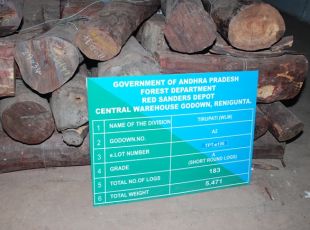 GOVERNMENT OF ANDHRA PRADESH
FOREST DEPARTMENT
RED SANDERS DEPOT
CENTRAL WAREHOUSE GODOWN, RENIGUNTA.
1 NAME OF THE DIVISION TIRUPATI (WLM)
2 GODOWN.NO. A2
3 e.LOT NUMBER
4 GRADE A
(SHORT ROUND LOGS)
5 TOTAL NO.OF LOGS 183
6 TOTAL WEIGHT 5.471